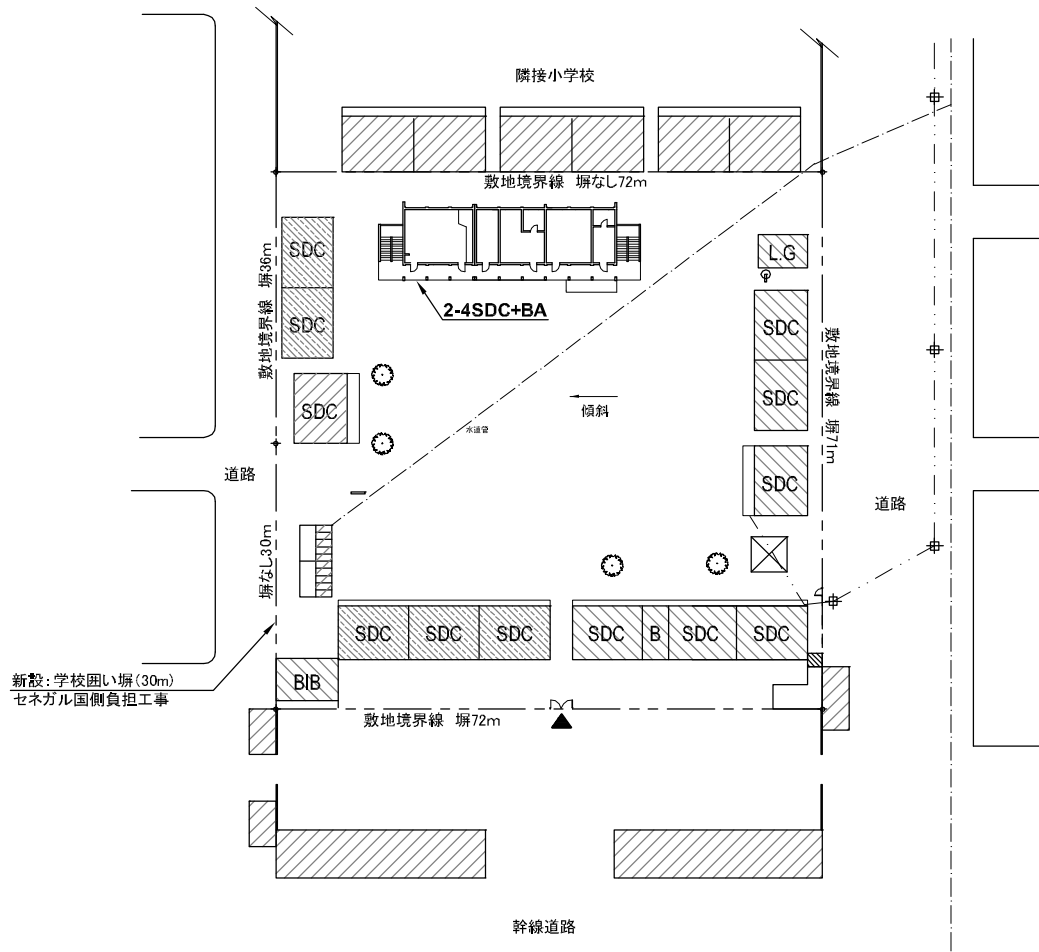 隣接小学校
敷地境界線 塀なし72m
SDC
SDC
敷地境界線 塀36m
2-4SDC+BA
L.G
SDC
SDC
敷地境界線 塀71m
SDC
傾斜
水道管
道路
SDC
道路
塀なし30m
SDC
SDC
SDC
SDC
B
SDC
SDC
新設:学校囲い塀(30m)
セネガル国側負担工事
BIB
敷地境界線 塀72m
幹線道路